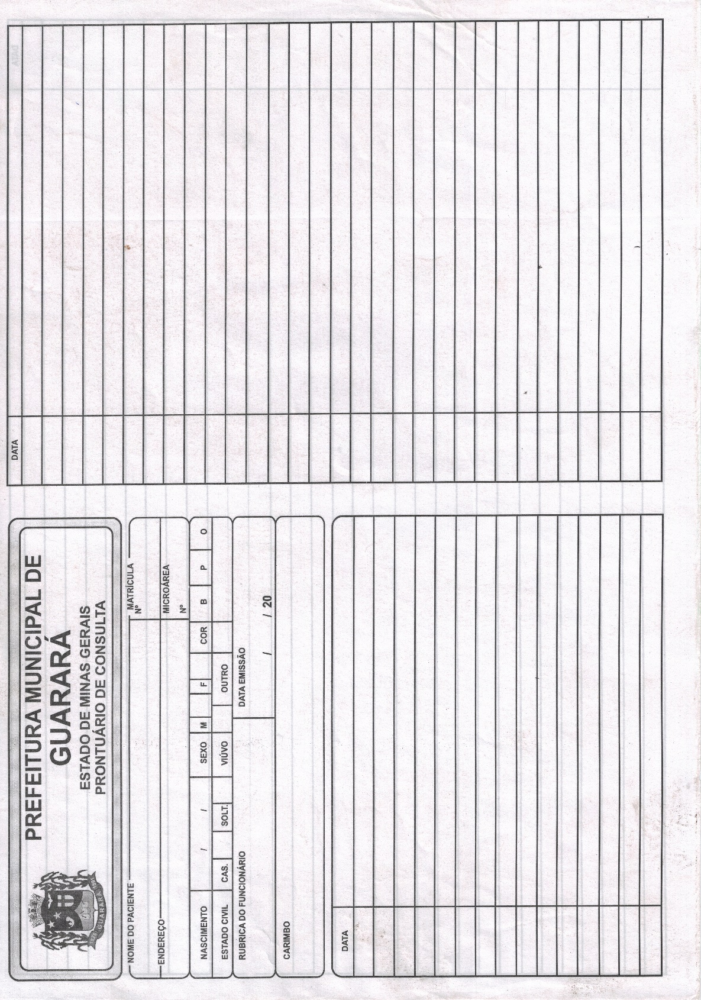 PREFEITURA MUNICIPAL DE
GUARARÁ
ESTADO DE MINAS GERAIS
PRONTUÁRIO DE CONSULTA
GUARARÁ
NOME DO PACIENTE
MATRÍCULA
Nº
ENDEREÇO
MICROÁREA
Nº
NASCIMENTO / / SEXO M F COR B P O
ESTADO CIVIL CAS. SOLT. VIÚVO OUTRO
RUBRICA DO FUNCIONÁRIO DATA EMISSÃO
/ / 20
CARIMBO
DATA
DATA